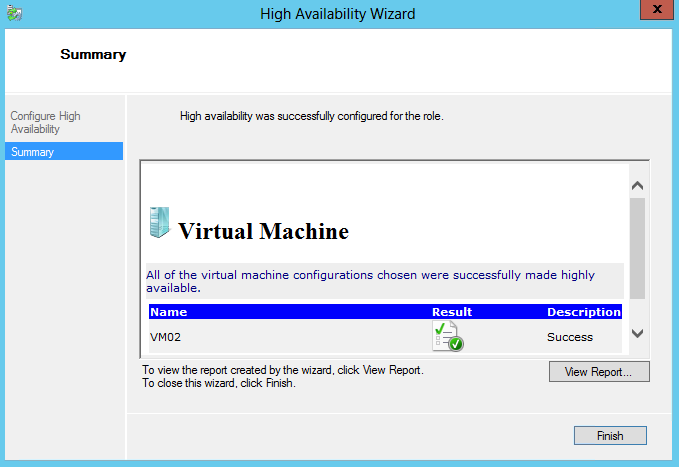 High Availability Wizard
x
Summary
Configure High
Availability
Summary
High availability was successfully configured for the role.
Virtual Machine
All of the virtual machine configurations chosen were successfully made highly
available.
Name Result Description
VM02 Success
To view the report created by the wizard, click View Report.
To close this wizard, click Finish.
View Report...
Finish